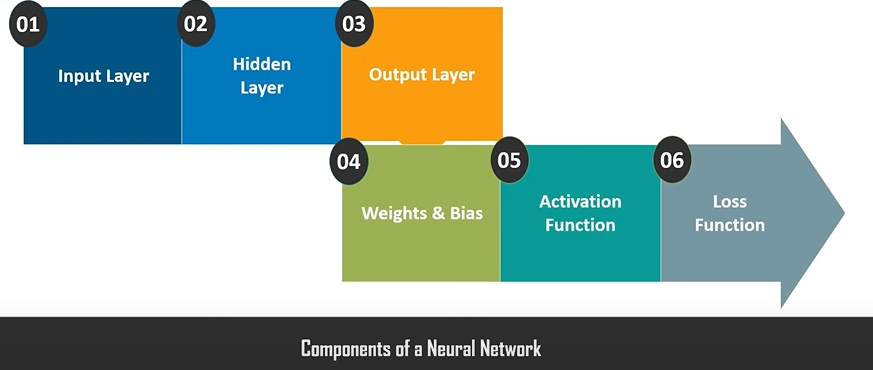 01
Input Layer
02
Hidden
Layer
03
Output Layer
04
Weights & Bias
05
Activation
Function
06
Loss
Function
Components of a Neural Network